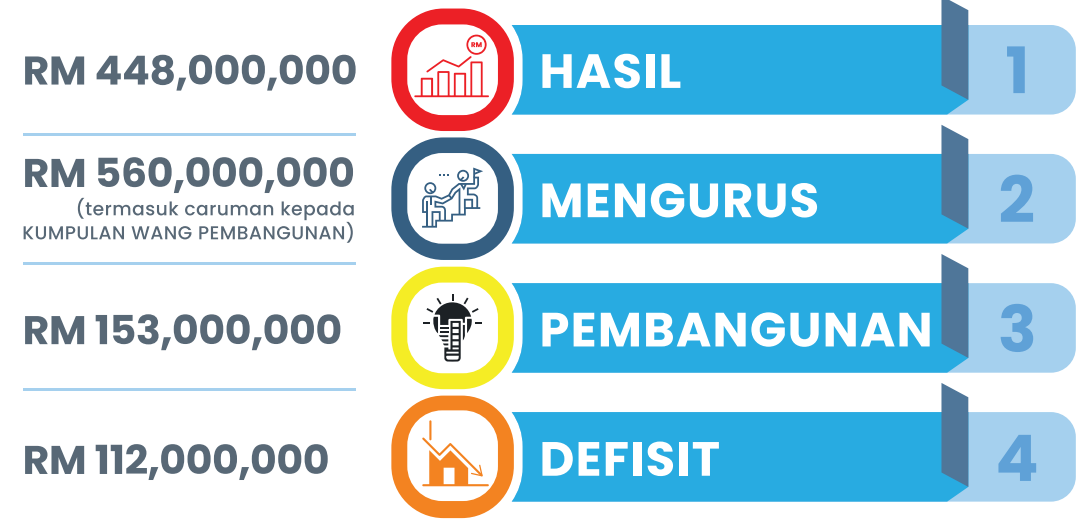 RM 448,000,000
RM
HASIL
1
RM 560,000,000
(termasuk caruman kepada
KUMPULAN WANG PEMBANGUNAN)
MENGURUS
2
RM 153,000,000
PEMBANGUNAN
3
RM 112,000,000
DEFISIT
4